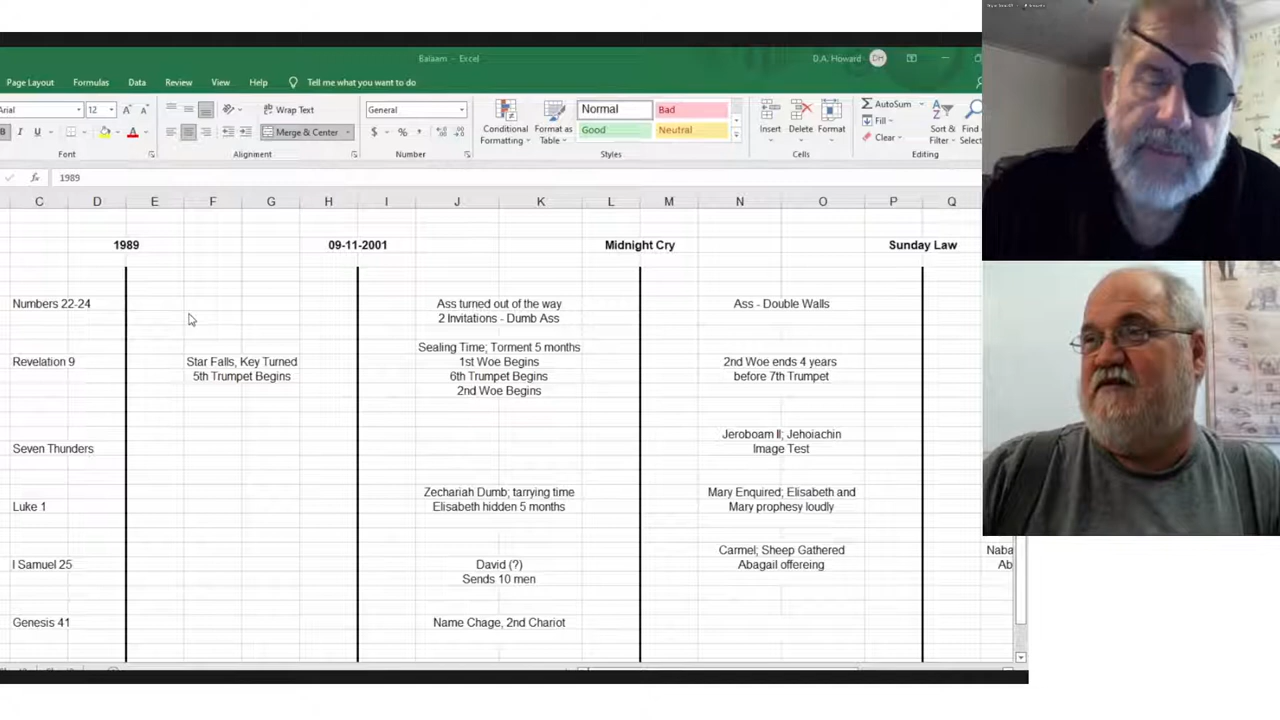 Balaam – Excel
D.A. Howard DH
Page Layout Formulas Data Review View Help Tell me what you want to do
Arial 12 A A Wrap Text General Conditional Format as Normal Bad Insert Delete Format AutoSum Sort & Find
B I U A Merge & Center $ % , Formatting Table Good Neutral Fill Filter Select
Clear
Font Alignment Number Styles Cells Editing
fx 1989
C D E F G H I J K L M N O P Q
1989 09-11-2001 Midnight Cry Sunday Law
Numbers 22-24 Ass turned out of the way Ass - Double Walls
2 Invitations - Dumb Ass
Sealing Time; Torment 5 months
Revelation 9 Star Falls, Key Turned 1st Woe Begins 2nd Woe ends 4 years
5th Trumpet Begins 6th Trumpet Begins before 7th Trumpet
2nd Woe Begins
Jeroboam II; Jehoiachin
Seven Thunders Image Test
Zechariah Dumb; tarrying time Mary Enquired; Elisabeth and
Luke 1 Elisabeth hidden 5 months Mary prophesy loudly
Carmel; Sheep Gathered Naba
I Samuel 25 David (?) Abagail offereing Ab
Sends 10 men
Genesis 41 Name Chage, 2nd Chariot